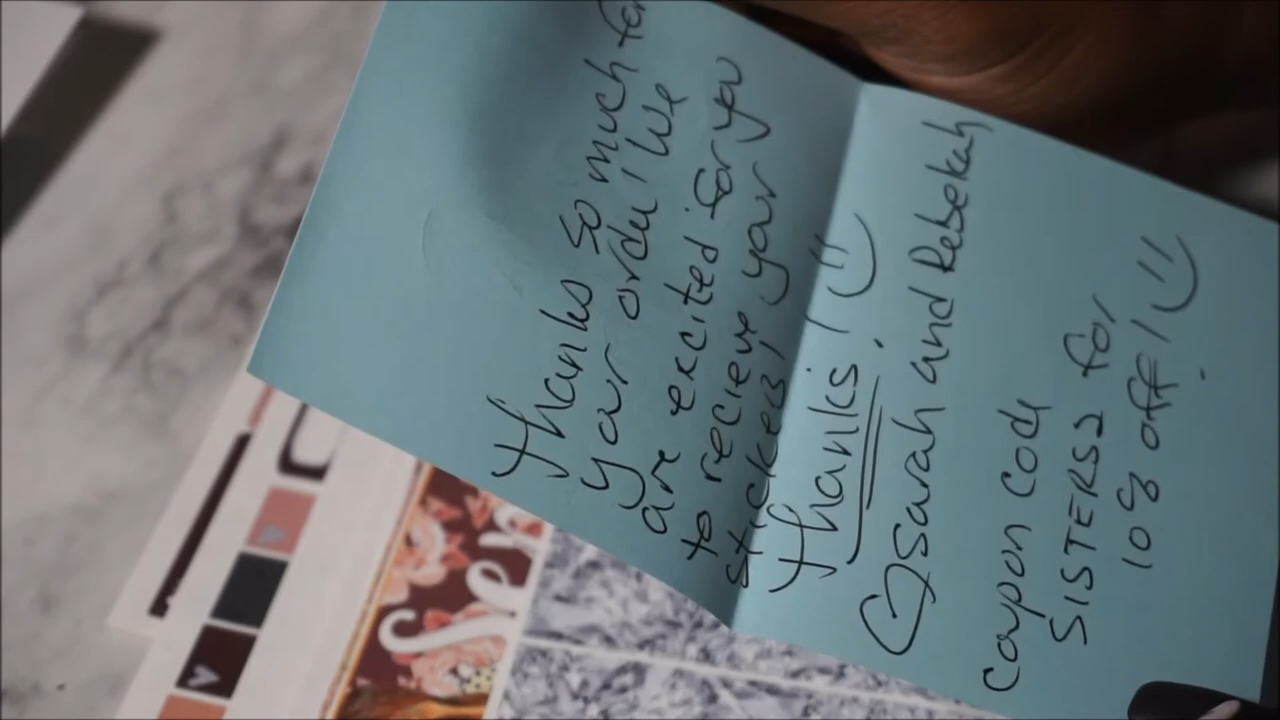 Thanks so much for
your order! We
are excited for you
to recieve your
stickers!
Thanks!
Sarah and Rebekah
Coupon Code
SISTERS2 for
10% off!
Sep